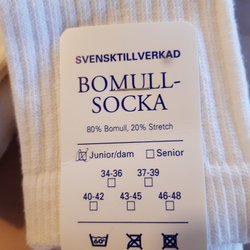 SVENSKTILLVERKAD
BOMULL-
SOCKA
80% Bomull, 20% Stretch
☒ Junior/dam ☐ Senior
34-36 37-39
☐ ☐
40-42 43-45 46-48
☐ ☐ ☐
60°